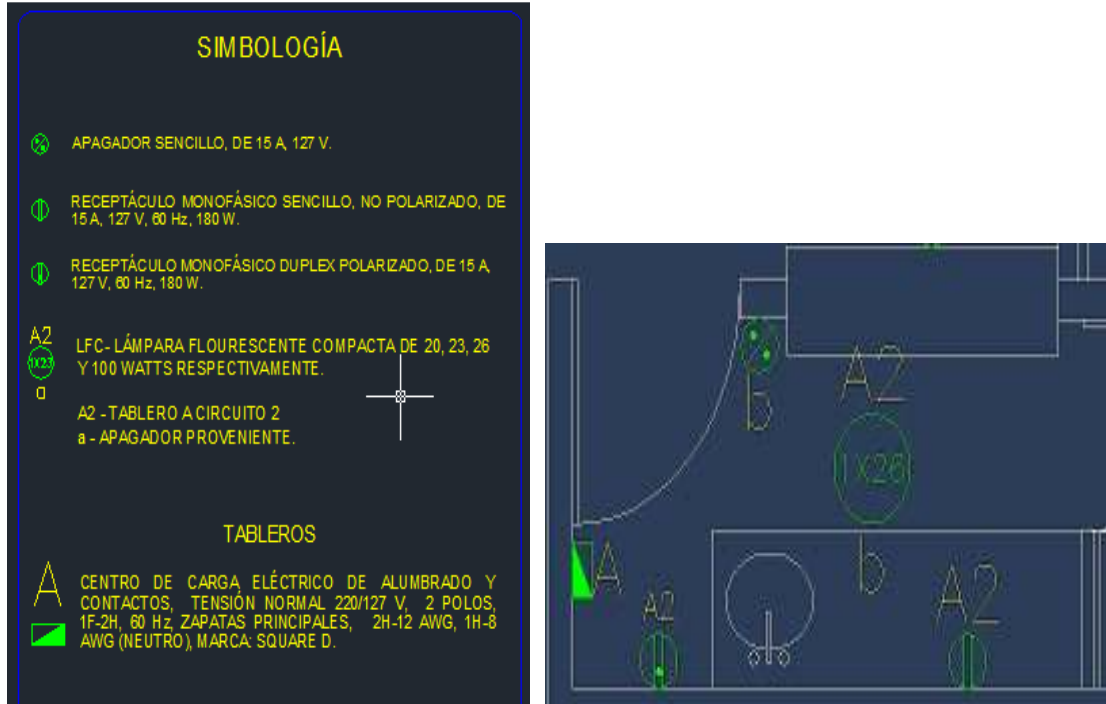 SIMBOLOGÍA
APAGADOR SENCILLO, DE 15 A, 127 V.
RECEPTÁCULO MONOFÁSICO SENCILLO, NO POLARIZADO, DE
15 A, 127 V, 60 Hz, 180 W.
RECEPTÁCULO MONOFÁSICO DUPLEX POLARIZADO, DE 15 A,
127 V, 60 Hz, 180 W.
A2
1X23
a
LFC- LÁMPARA FLOURESCENTE COMPACTA DE 20, 23, 26
Y 100 WATTS RESPECTIVAMENTE.
A2 - TABLERO A CIRCUITO 2
a - APAGADOR PROVENIENTE.
TABLEROS
A
CENTRO DE CARGA ELÉCTRICO DE ALUMBRADO Y
CONTACTOS, TENSIÓN NORMAL 220/127 V, 2 POLOS,
1F-2H, 60 Hz, ZAPATAS PRINCIPALES, 2H-12 AWG, 1H-8
AWG (NEUTRO), MARCA: SQUARE D.
A2
b
1X26
b
A
A2
A2